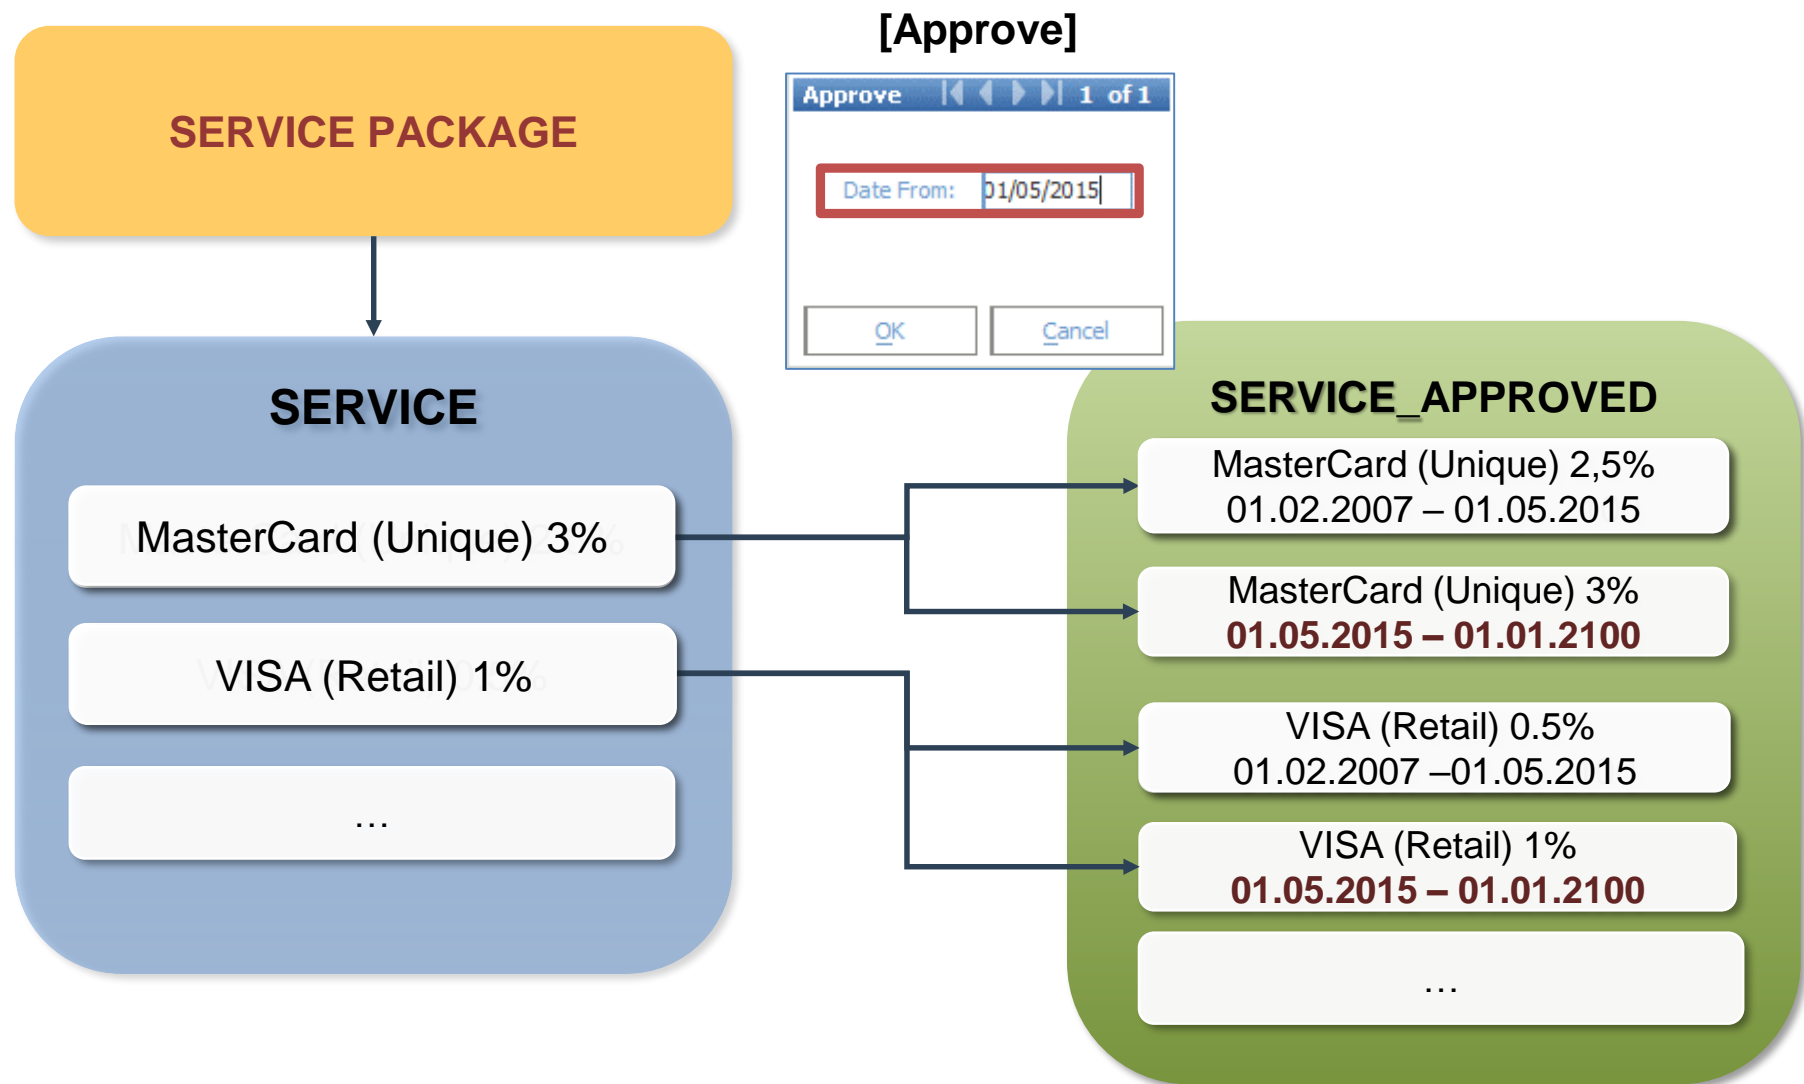 [Approve]
SERVICE PACKAGE
Approve 1 of 1
Date From: 01/05/2015
OK Cancel
SERVICE
MasterCard (Unique) 3%
VISA (Retail) 1%
…
SERVICE_APPROVED
MasterCard (Unique) 2,5%
01.02.2007 – 01.05.2015
MasterCard (Unique) 3%
01.05.2015 – 01.01.2100
VISA (Retail) 0.5%
01.02.2007 –01.05.2015
VISA (Retail) 1%
01.05.2015 – 01.01.2100
…